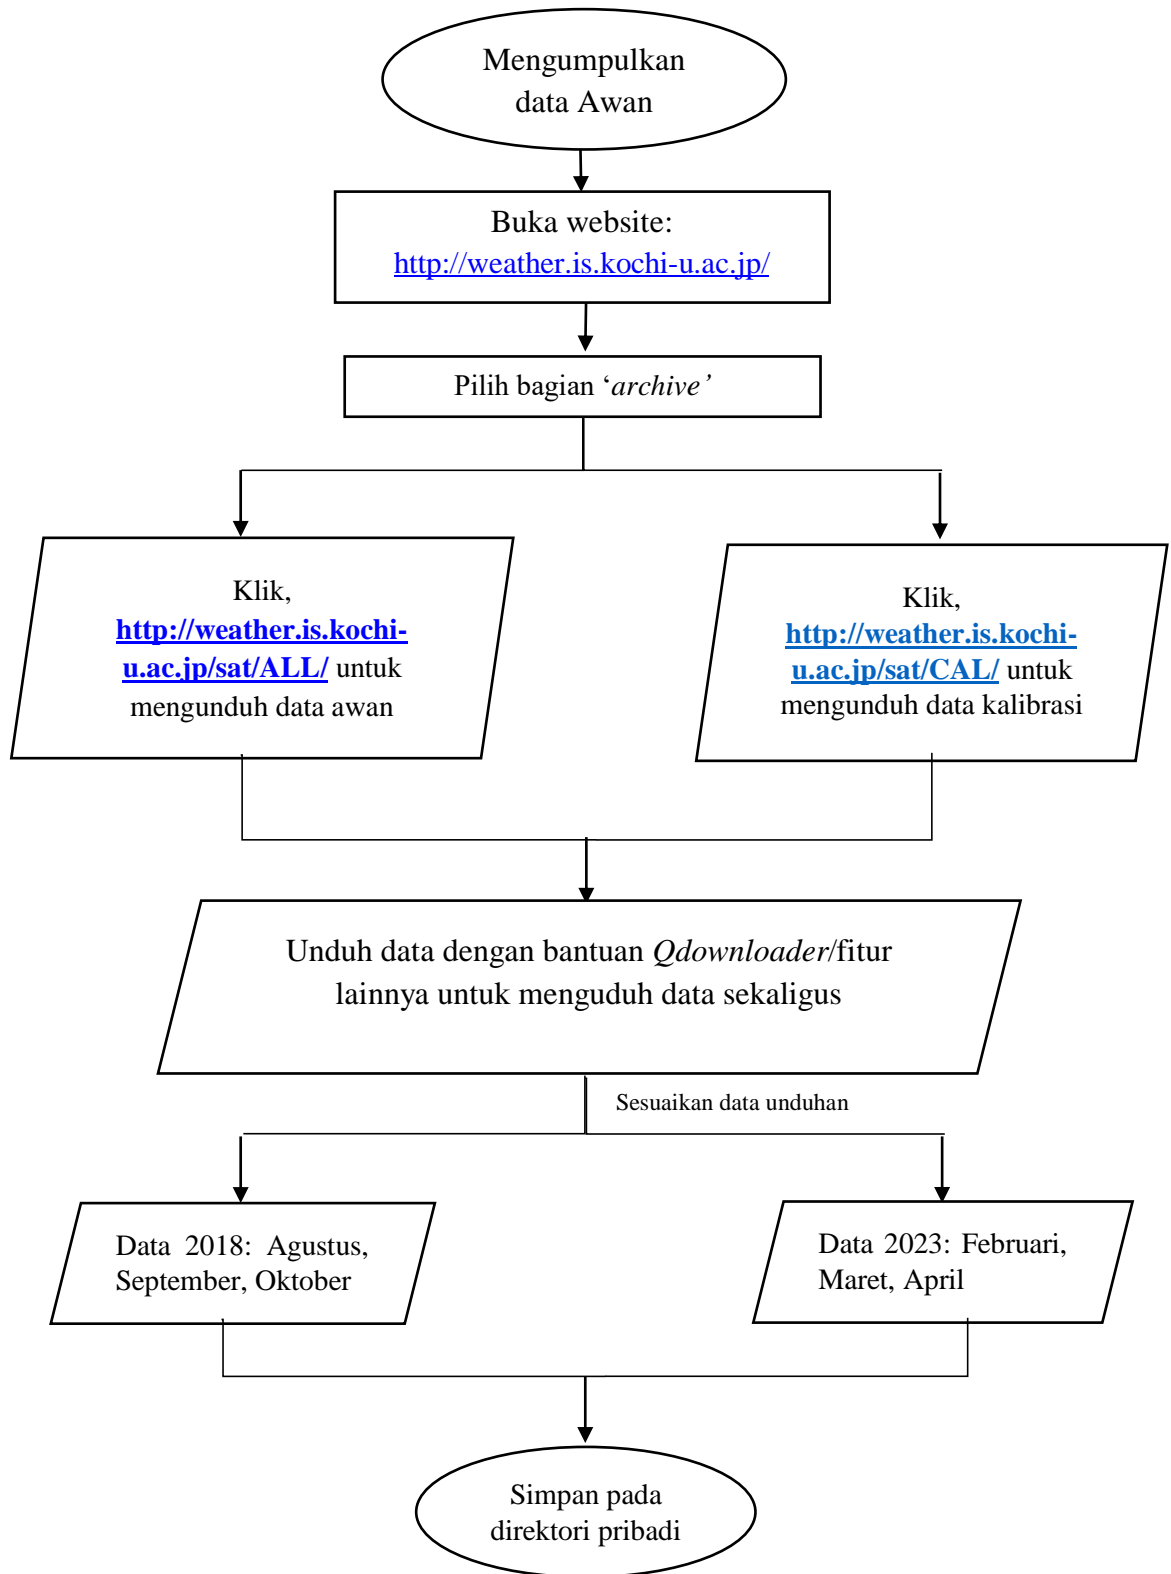 Mengumpulkan
data Awan
Buka website:
http://weather.is.kochi-u.ac.jp/
Pilih bagian ‘archive’
Klik,
http://weather.is.kochi-
u.ac.jp/sat/ALL/ untuk
mengunduh data awan
Klik,
http://weather.is.kochi-
u.ac.jp/sat/CAL/ untuk
mengunduh data kalibrasi
Unduh data dengan bantuan Qdownloader/fitur
lainnya untuk menguduh data sekaligus
Sesuaikan data unduhan
Data 2018: Agustus,
September, Oktober
Data 2023: Februari,
Maret, April
Simpan pada
direktori pribadi